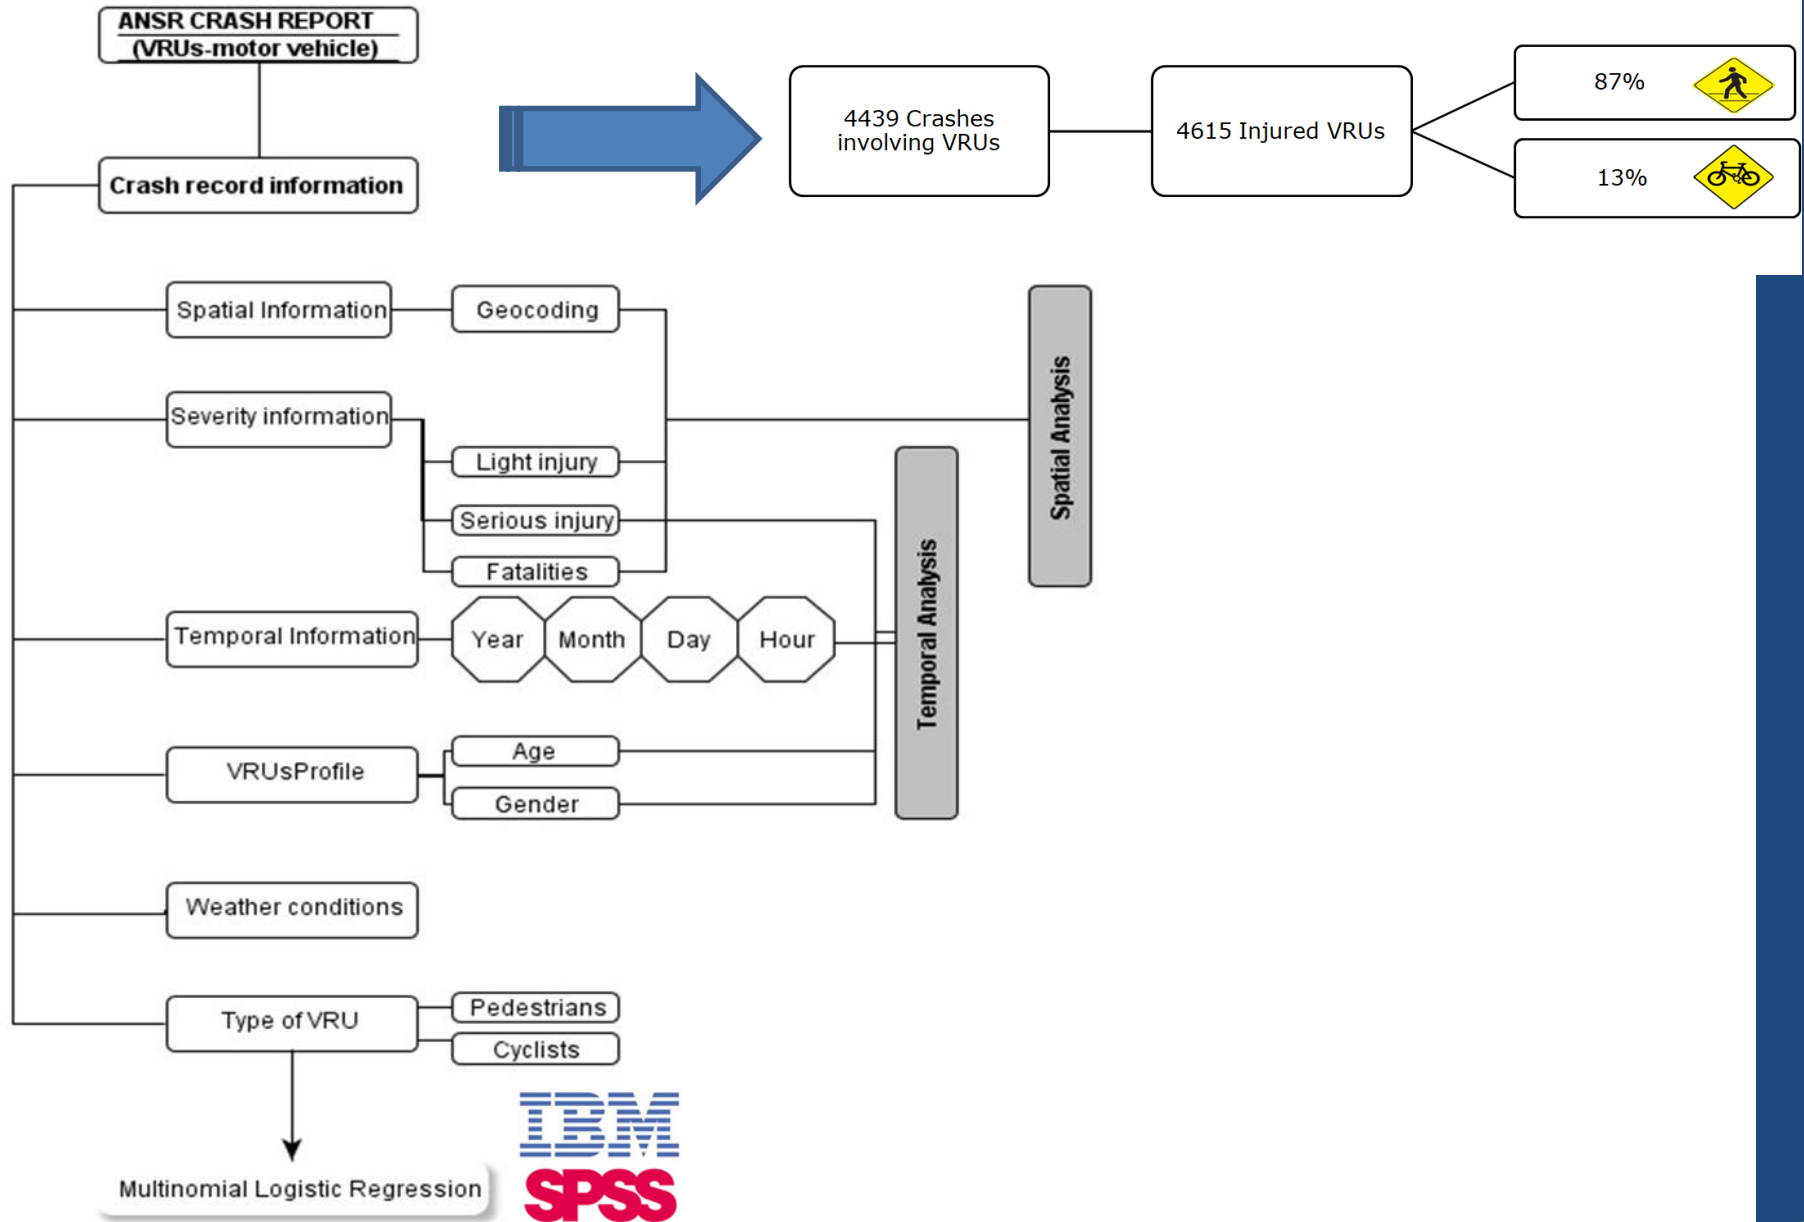 ANSR CRASH REPORT
(VRUs-motor vehicle)
Crash record information
4439 Crashes
involving VRUs
4615 Injured VRUs
87%
13%
Spatial Information
Geocoding
Severity information
Light injury
Serious injury
Fatalities
Temporal Information
Year
Month
Day
Hour
VRUsProfile
Age
Gender
Weather conditions
Type of VRU
Pedestrians
Cyclists
Spatial Analysis
Temporal Analysis
Multinomial Logistic Regression
IBM
SPSS